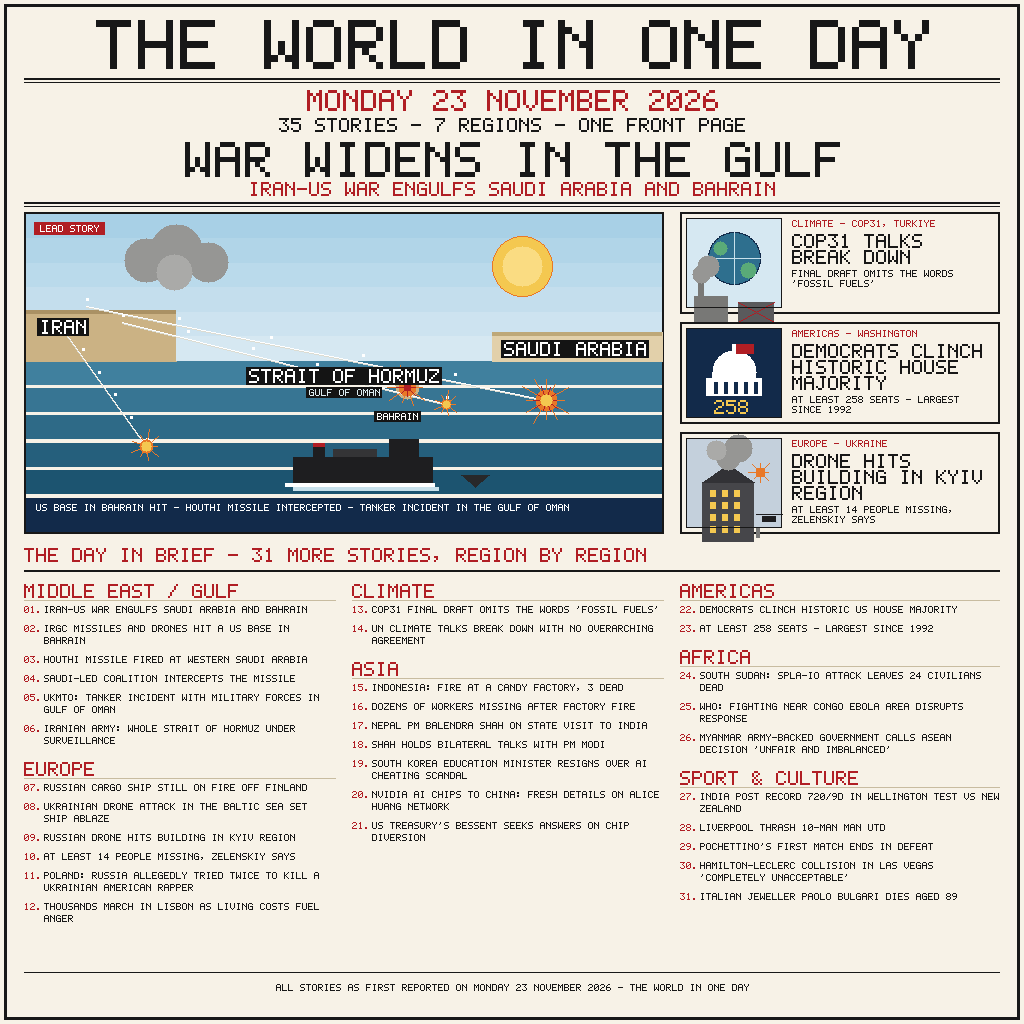 THE WORLD IN ONE DAY
MONDAY 23 NOVEMBER 2026
35 STORIES – 7 REGIONS – ONE FRONT PAGE
WAR WIDENS IN THE GULF
IRAN-US WAR ENGULFS SAUDI ARABIA AND BAHRAIN
LEAD STORY
IRAN
SAUDI ARABIA
STRAIT OF HORMUZ
GULF OF OMAN
BAHRAIN
US BASE IN BAHRAIN HIT – HOUTHI MISSILE INTERCEPTED – TANKER INCIDENT IN THE GULF OF OMAN
CLIMATE – COP31, TURKIYE
COP31 TALKS
BREAK DOWN
FINAL DRAFT OMITS THE WORDS
'FOSSIL FUELS'
258
AMERICAS – WASHINGTON
DEMOCRATS CLINCH
HISTORIC HOUSE
MAJORITY
AT LEAST 258 SEATS – LARGEST
SINCE 1992
EUROPE – UKRAINE
DRONE HITS
BUILDING IN KYIV
REGION
AT LEAST 14 PEOPLE MISSING,
ZELENSKIY SAYS
THE DAY IN BRIEF – 31 MORE STORIES, REGION BY REGION
MIDDLE EAST / GULF
01. IRAN-US WAR ENGULFS SAUDI ARABIA AND BAHRAIN
02. IRGC MISSILES AND DRONES HIT A US BASE IN
BAHRAIN
03. HOUTHI MISSILE FIRED AT WESTERN SAUDI ARABIA
04. SAUDI-LED COALITION INTERCEPTS THE MISSILE
05. UKMTO: TANKER INCIDENT WITH MILITARY FORCES IN
GULF OF OMAN
06. IRANIAN ARMY: WHOLE STRAIT OF HORMUZ UNDER
SURVEILLANCE
EUROPE
07. RUSSIAN CARGO SHIP STILL ON FIRE OFF FINLAND
08. UKRAINIAN DRONE ATTACK IN THE BALTIC SEA SET
SHIP ABLAZE
09. RUSSIAN DRONE HITS BUILDING IN KYIV REGION
10. AT LEAST 14 PEOPLE MISSING, ZELENSKIY SAYS
11. POLAND: RUSSIA ALLEGEDLY TRIED TWICE TO KILL A
UKRAINIAN AMERICAN RAPPER
12. THOUSANDS MARCH IN LISBON AS LIVING COSTS FUEL
ANGER
CLIMATE
13. COP31 FINAL DRAFT OMITS THE WORDS 'FOSSIL FUELS'
14. UN CLIMATE TALKS BREAK DOWN WITH NO OVERARCHING
AGREEMENT
ASIA
15. INDONESIA: FIRE AT A CANDY FACTORY, 3 DEAD
16. DOZENS OF WORKERS MISSING AFTER FACTORY FIRE
17. NEPAL PM BALENDRA SHAH ON STATE VISIT TO INDIA
18. SHAH HOLDS BILATERAL TALKS WITH PM MODI
19. SOUTH KOREA EDUCATION MINISTER RESIGNS OVER AI
CHEATING SCANDAL
20. NVIDIA AI CHIPS TO CHINA: FRESH DETAILS ON ALICE
HUANG NETWORK
21. US TREASURY'S BESSENT SEEKS ANSWERS ON CHIP
DIVERSION
AMERICAS
22. DEMOCRATS CLINCH HISTORIC US HOUSE MAJORITY
23. AT LEAST 258 SEATS – LARGEST SINCE 1992
AFRICA
24. SOUTH SUDAN: SPLA-IO ATTACK LEAVES 24 CIVILIANS
DEAD
25. WHO: FIGHTING NEAR CONGO EBOLA AREA DISRUPTS
RESPONSE
26. MYANMAR ARMY-BACKED GOVERNMENT CALLS ASEAN
DECISION 'UNFAIR AND IMBALANCED'
SPORT & CULTURE
27. INDIA POST RECORD 720/9D IN WELLINGTON TEST VS NEW
ZEALAND
28. LIVERPOOL THRASH 10-MAN MAN UTD
29. POCHETTINO'S FIRST MATCH ENDS IN DEFEAT
30. HAMILTON-LECLERC COLLISION IN LAS VEGAS
'COMPLETELY UNACCEPTABLE'
31. ITALIAN JEWELLER PAOLO BULGARI DIES AGED 89
ALL STORIES AS FIRST REPORTED ON MONDAY 23 NOVEMBER 2026 – THE WORLD IN ONE DAY